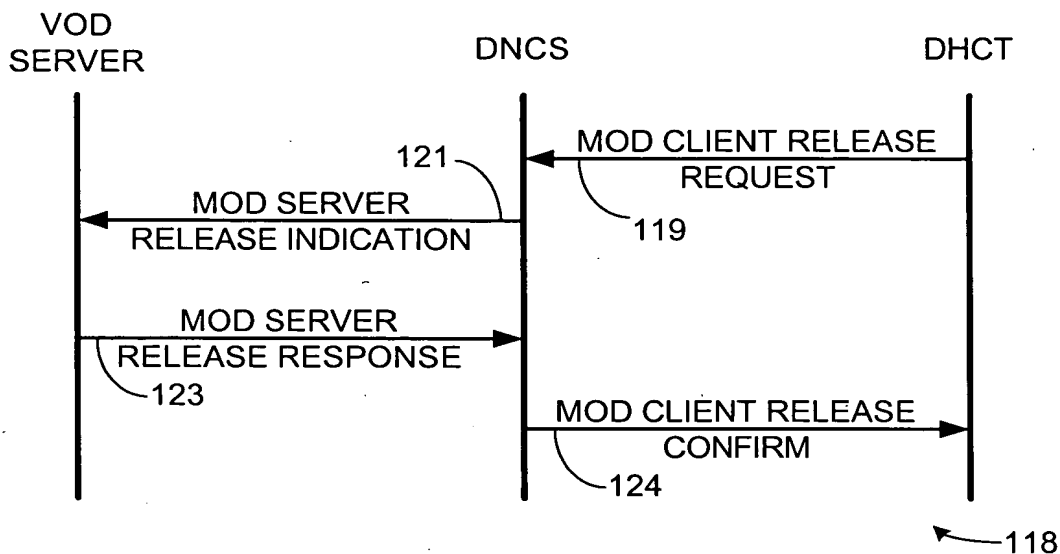 VOD
SERVER
DNCS
DHCT
MOD CLIENT RELEASE
REQUEST
121
119
MOD SERVER
RELEASE INDICATION
MOD SERVER
RELEASE RESPONSE
123
MOD CLIENT RELEASE
CONFIRM
124
118